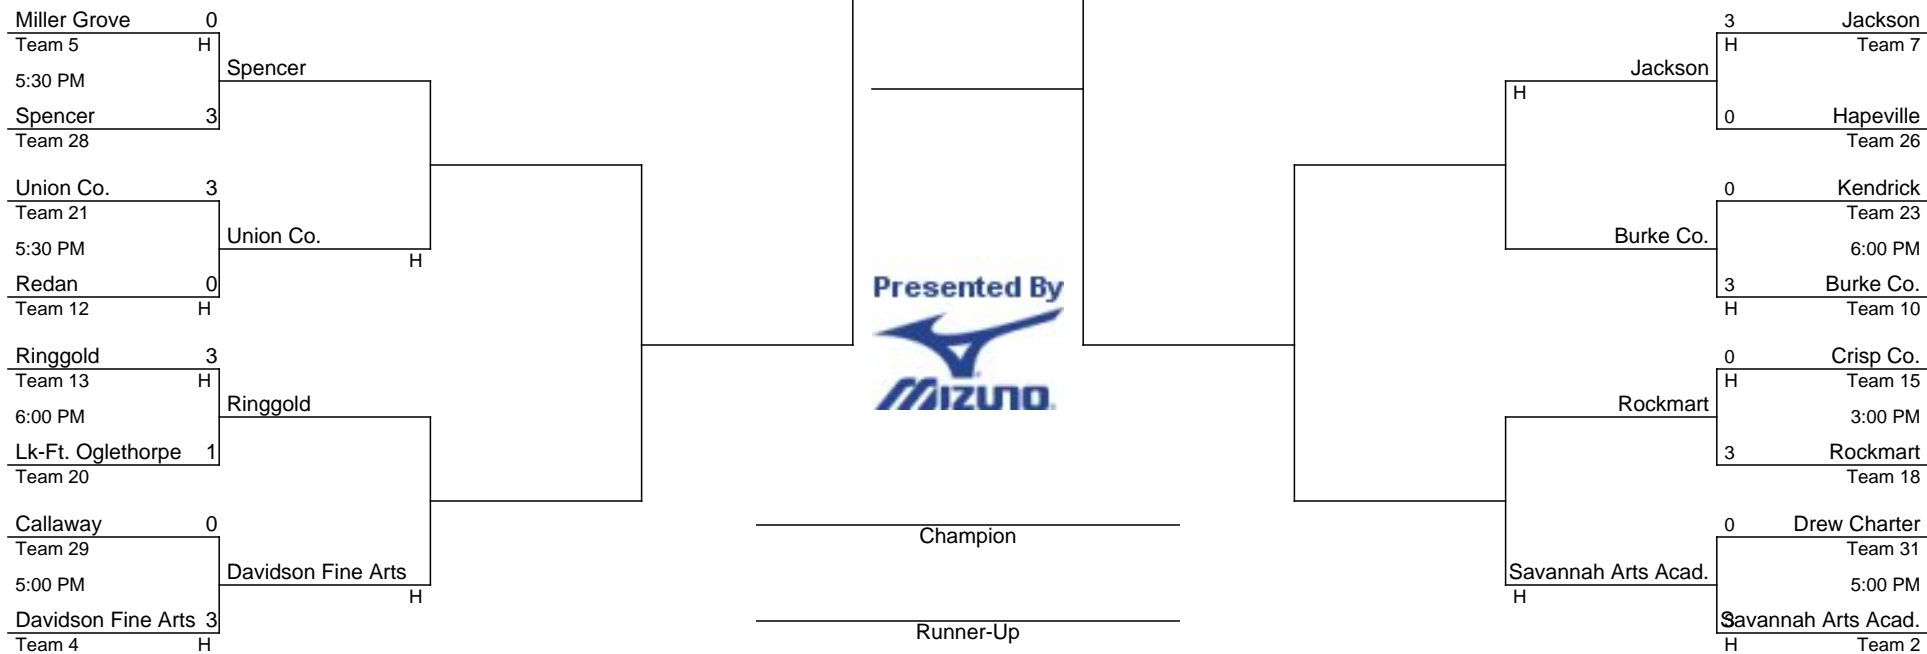 Miller Grove 0
Team 5 H
5:30 PM
Spencer
Spencer 3
Team 28
Union Co. 3
Team 21
5:30 PM
Union Co.
H
Redan 0
Team 12 H
Ringgold 3
Team 13 H
6:00 PM
Ringgold
Lk-Ft. Oglethorpe 1
Team 20
Callaway 0
Team 29
5:00 PM
Davidson Fine Arts
H
Davidson Fine Arts 3
Team 4 H
Presented By
MIZUNO
Champion
Runner-Up
3 Jackson
H Team 7
Jackson
H
0 Hapeville
Team 26
0 Kendrick
Team 23
Burke Co.
6:00 PM
3 Burke Co.
H Team 10
0 Crisp Co.
H Team 15
Rockmart
3:00 PM
3 Rockmart
Team 18
0 Drew Charter
Team 31
Savannah Arts Acad.
H
5:00 PM
3 Savannah Arts Acad.
H Team 2